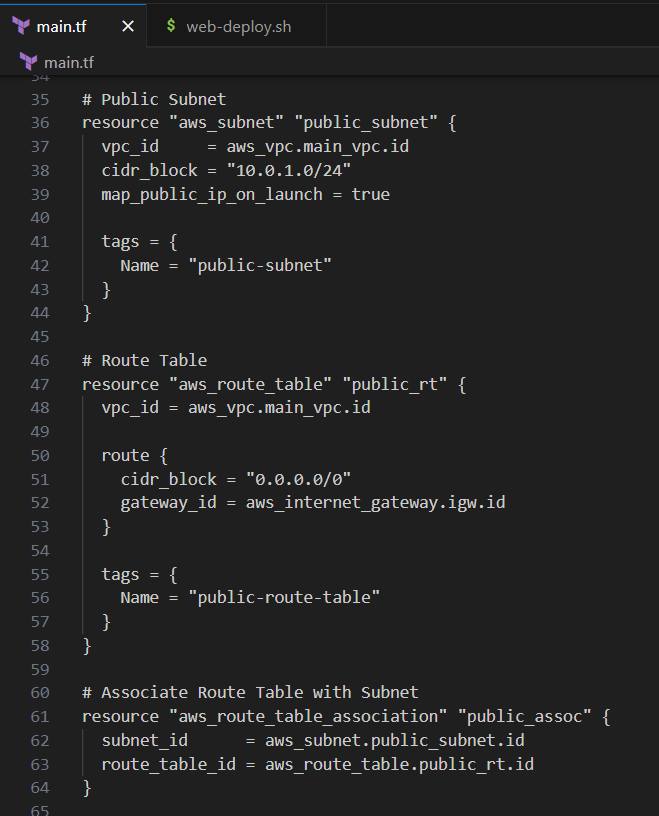 main.tf
$ web-deploy.sh
main.tf
34
35 # Public Subnet
36 resource "aws_subnet" "public_subnet" {
37 vpc_id     = aws_vpc.main_vpc.id
38 cidr_block = "10.0.1.0/24"
39 map_public_ip_on_launch = true
40
41 tags = {
42 Name = "public-subnet"
43 }
44 }
45
46 # Route Table
47 resource "aws_route_table" "public_rt" {
48 vpc_id = aws_vpc.main_vpc.id
49
50 route {
51 cidr_block = "0.0.0.0/0"
52 gateway_id = aws_internet_gateway.igw.id
53 }
54
55 tags = {
56 Name = "public-route-table"
57 }
58 }
59
60 # Associate Route Table with Subnet
61 resource "aws_route_table_association" "public_assoc" {
62 subnet_id      = aws_subnet.public_subnet.id
63 route_table_id = aws_route_table.public_rt.id
64 }
65